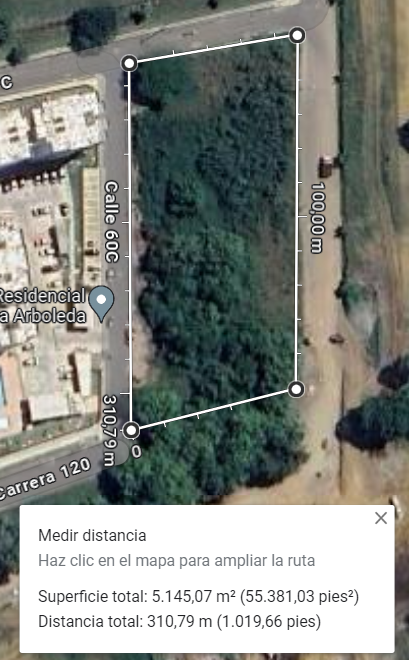 C
Calle 60C
100,00 m
Residencial
a Arboleda
310,79 m
0
Carrera 120
Medir distancia
Haz clic en el mapa para ampliar la ruta
Superficie total: 5.145,07 m² (55.381,03 pies²)
Distancia total: 310,79 m (1.019,66 pies)